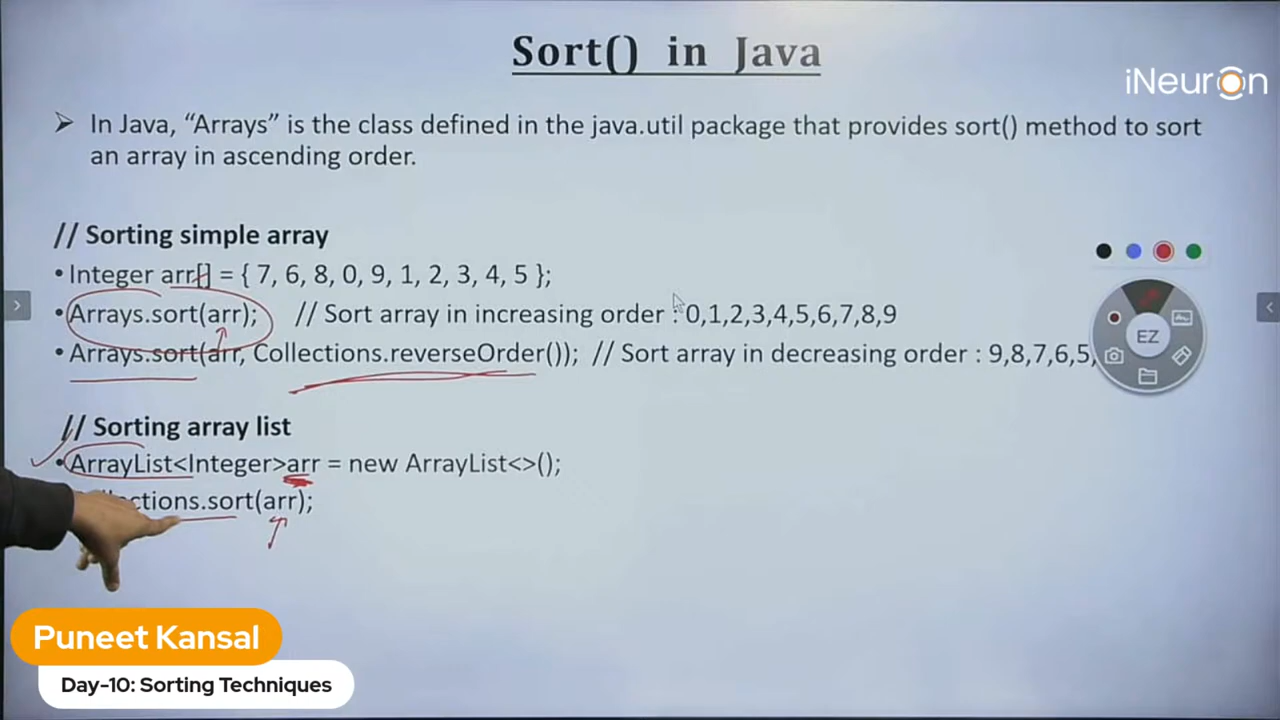 Sort() in Java
iNeuron
➤ In Java, “Arrays” is the class defined in the java.util package that provides sort() method to sort
an array in ascending order.
// Sorting simple array
•Integer arr[] = { 7, 6, 8, 0, 9, 1, 2, 3, 4, 5 };
•Arrays.sort(arr); // Sort array in increasing order : 0,1,2,3,4,5,6,7,8,9
•Arrays.sort(arr, Collections.reverseOrder()); // Sort array in decreasing order : 9,8,7,6,5,
EZ
// Sorting array list
•ArrayList<Integer>arr = new ArrayList<>();
ctions.sort(arr);
Puneet Kansal
Day-10: Sorting Techniques